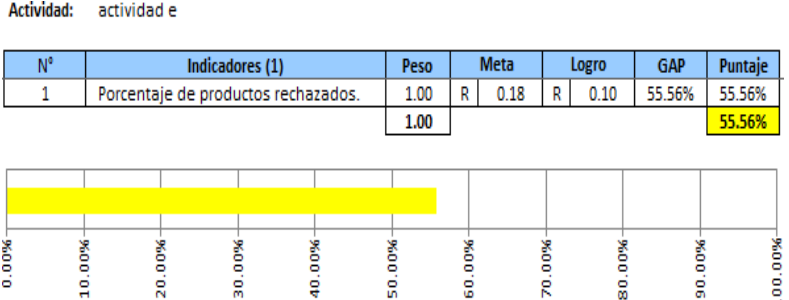 Actividad: actividad e
N° Indicadores (1) Peso Meta Logro GAP Puntaje
1 Porcentaje de productos rechazados. 1.00 R 0.18 R 0.10 55.56% 55.56%
1.00 55.56%
0.00% 10.00% 20.00% 30.00% 40.00% 50.00% 60.00% 70.00% 80.00% 90.00% 00.00%